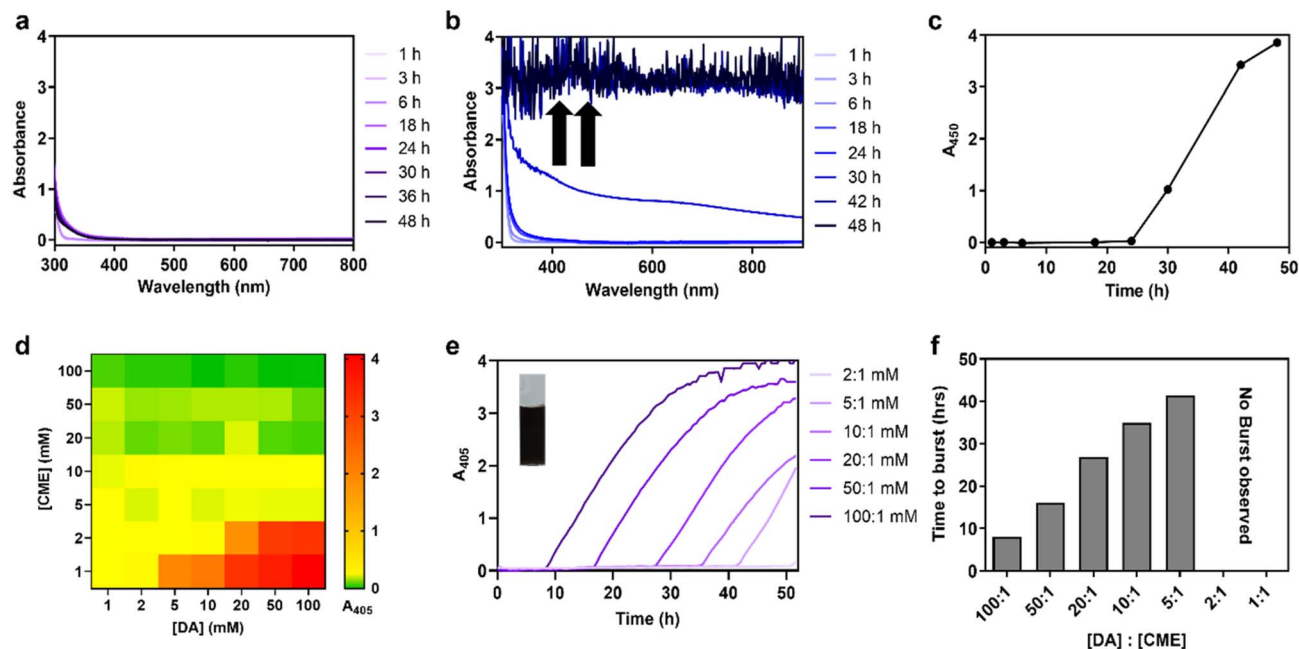 a
Absorbance
4
3
2
1
0
300 400 500 600 700 800
Wavelength (nm)
1 h
3 h
6 h
18 h
24 h
30 h
36 h
48 h
b
Absorbance
4
3
2
1
0
400 600 800
Wavelength (nm)
1 h
3 h
6 h
18 h
24 h
30 h
42 h
48 h
c
A450
4
3
2
1
0
0 10 20 30 40 50
Time (h)
d
[CME] (mM)
100
50
20
10
5
2
1
1 2 5 10 20 50 100
[DA] (mM)
4
3
2
1
0
A405
e
A405
4
3
2
1
0
0 10 20 30 40 50
Time (h)
2:1 mM
5:1 mM
10:1 mM
20:1 mM
50:1 mM
100:1 mM
f
Time to burst (hrs)
50
40
30
20
10
0
No Burst observed
100:1 50:1 20:1 10:1 5:1 2:1 1:1
[DA] : [CME]